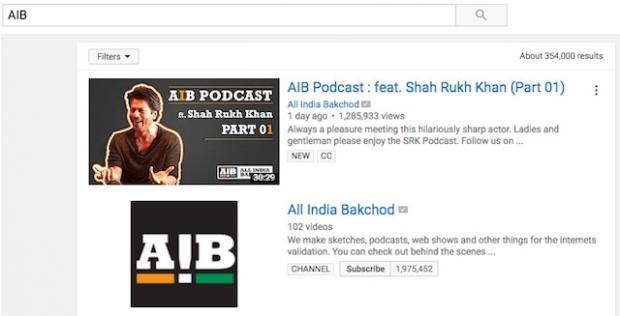 AIB
Filters
About 354,000 results
AIB PODCAST
ft. Shah Rukh Khan
PART 01
AIB
ALL INDIA
30:29
AIB Podcast : feat. Shah Rukh Khan (Part 01)
All India Bakchod
1 day ago • 1,285,933 views
Always a pleasure meeting this hilariously sharp actor. Ladies and
gentleman please enjoy the SRK Podcast. Follow us on ...
NEW CC
AIB
All India Bakchod
102 videos
We make sketches, podcasts, web shows and other things for the internets
validation. You can check out behind the scenes ...
CHANNEL Subscribe 1,975,452